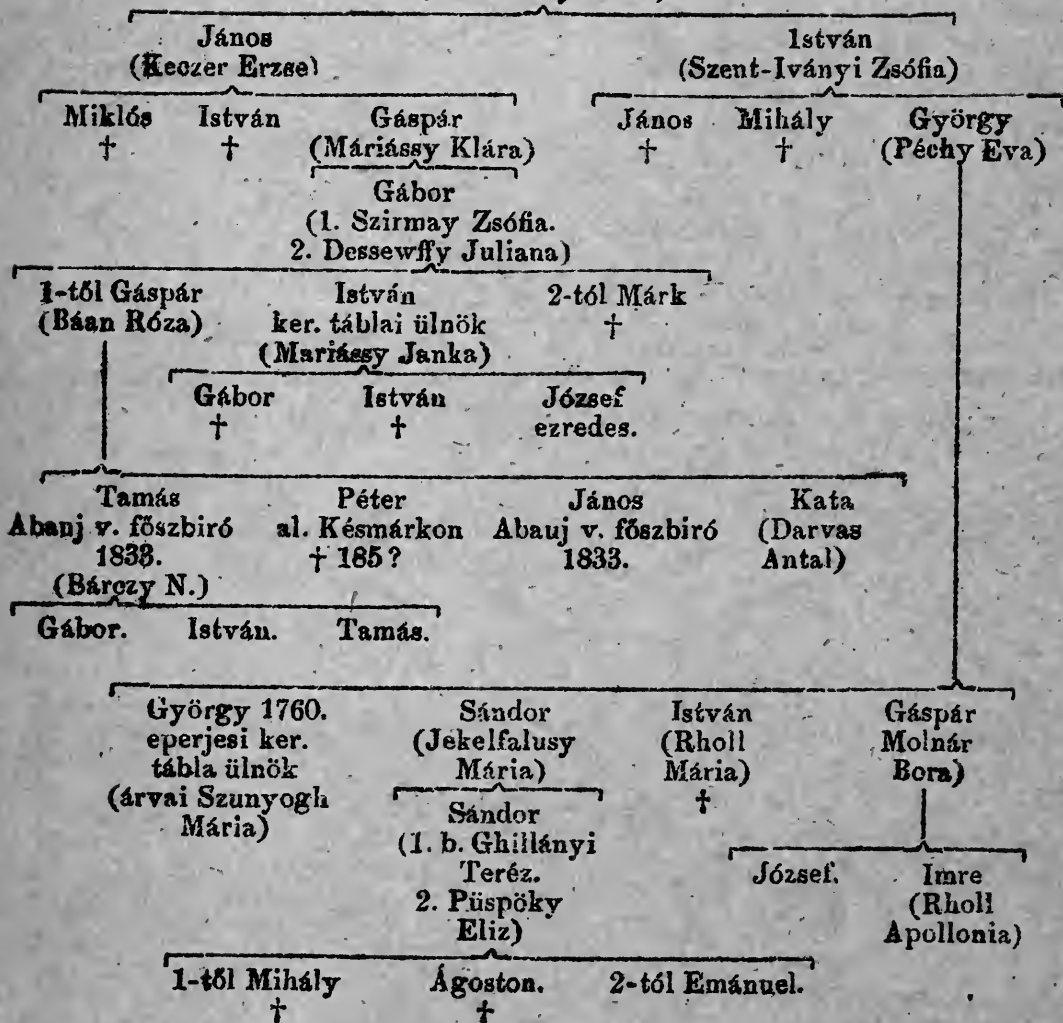 János István
(Keczer Erzse) (Szent-Iványi Zsófia)
Miklós István Gáspár János Mihály György
† † (Máriássy Klára) † † (Péchy Eva)
Gábor
(1. Szirmay Zsófia.
2. Dessewffy Juliana)
1-től Gáspár István 2-tól Márk
(Báan Róza) ker. táblai ülnök †
(Mariássy Janka)
Gábor István József
† † ezredes.
Tamás Péter János Kata
Abauj v. főszbiró al. Késmárkon Abauj v. főszbiró (Darvas
1833. † 185? 1833. Antal)
(Bárczy N.)
Gábor. István. Tamás.
György 1760. Sándor István Gáspár
eperjesi ker. (Jekelfalusy (Rholl Molnár
tábla ülnök Mária) Mária) Bora)
(árvai Szunyogh Sándor †
Mária) (1. b. Ghillányi
Teréz. József. Imre
2. Püspöky (Rholl
Eliz) Apollonia)
1-től Mihály Ágoston. 2-tól Emánuel.
† †